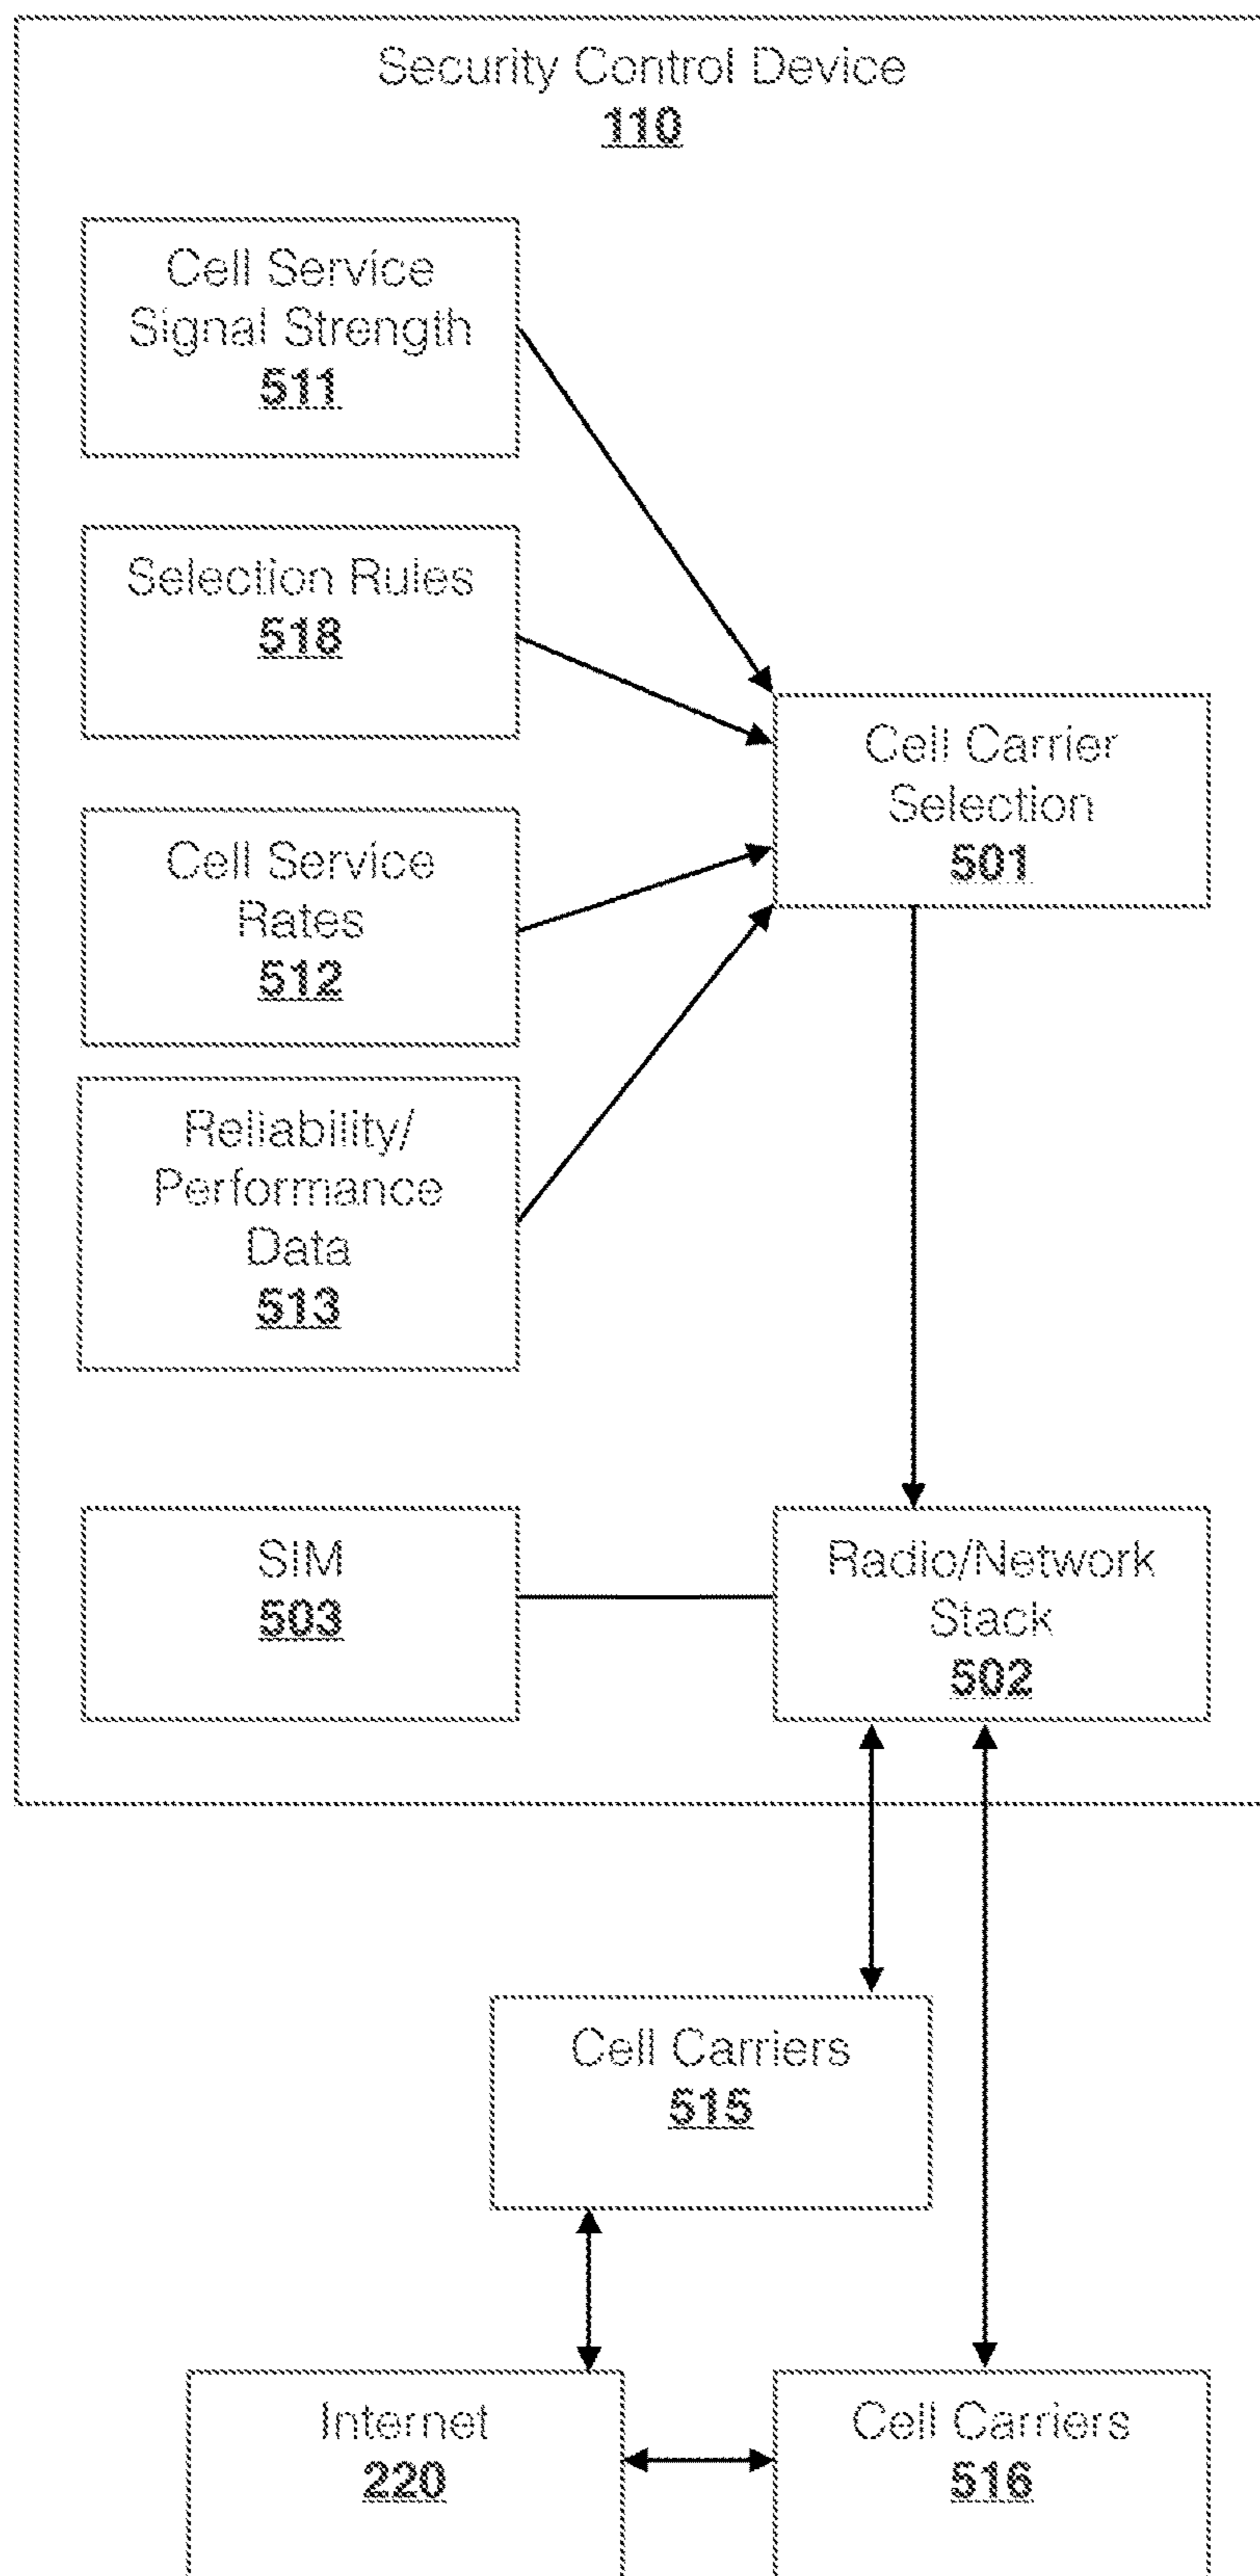 Security Control Device
110
Cell Service
Signal Strength
511
Selection Rules
518
Cell Carrier
Selection
501
Cell Service
Rates
512
Reliability/
Performance
Data
513
SIM
503
Radio/Network
Stack
502
Cell Carriers
515
Internet
220
Cell Carriers
516